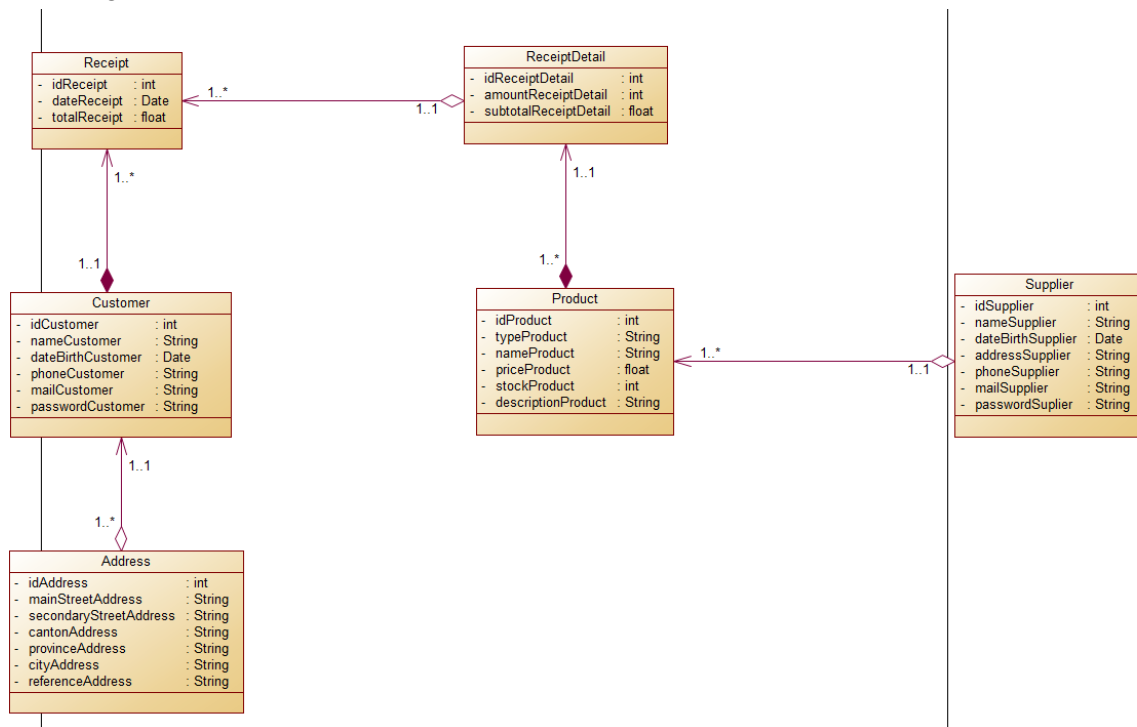 Receipt
- idReceipt : int
- dateReceipt : Date
- totalReceipt : float
ReceiptDetail
- idReceiptDetail : int
- amountReceiptDetail : int
- subtotalReceiptDetail : float
1..*
1..1
1..*
1..1
1..1
1..*
Customer
- idCustomer : int
- nameCustomer : String
- dateBirthCustomer : Date
- phoneCustomer : String
- mailCustomer : String
- passwordCustomer : String
Product
- idProduct : int
- typeProduct : String
- nameProduct : String
- priceProduct : float
- stockProduct : int
- descriptionProduct : String
1..*
1..1
Supplier
- idSupplier : int
- nameSupplier : String
- dateBirthSupplier : Date
- addressSupplier : String
- phoneSupplier : String
- mailSupplier : String
- passwordSuplier : String
1..1
1..*
Address
- idAddress : int
- mainStreetAddress : String
- secondaryStreetAddress : String
- cantonAddress : String
- provinceAddress : String
- cityAddress : String
- referenceAddress : String